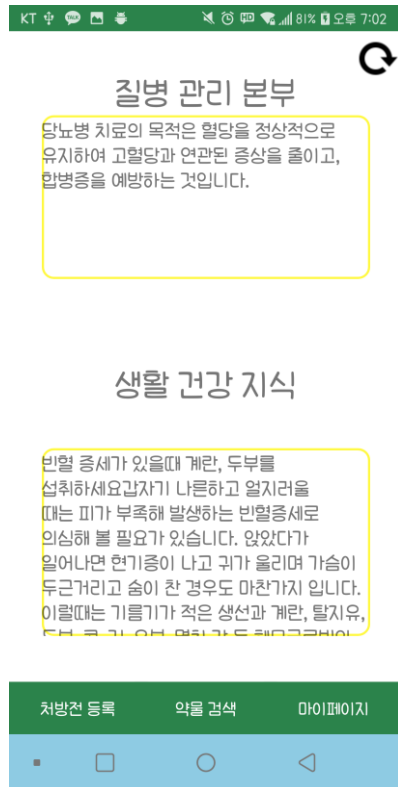 KT 81% 오후 7:02
질병 관리 본부
당뇨병 치료의 목적은 혈당을 정상적으로
유지하여 고혈당과 연관된 증상을 줄이고,
합병증을 예방하는 것입니다.
생활 건강 지식
빈혈 증세가 있을때 계란, 두부를
섭취하세요갑자기 나른하고 얼지러울
때는 피가 부족해 발생하는 빈혈증세로
의심해 볼 필요가 있습니다. 앉았다가
일어나면 현기증이 나고 귀가 울리며 가슴이
두근거리고 숨이 찬 경우도 마찬가지 입니다.
이럴때는 기름기가 적은 생선과 계란, 탈지유,
처방전 등록 약물 검색 마이페이지